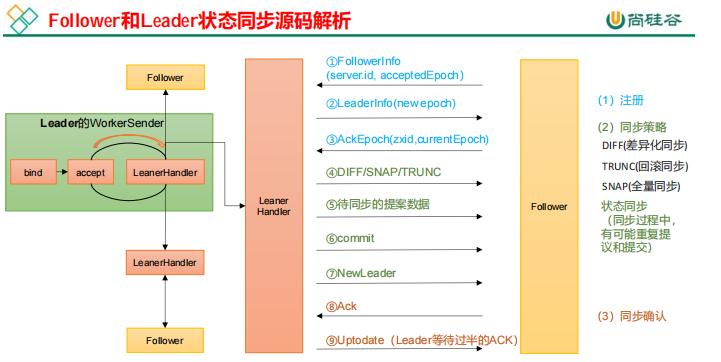 Follower和Leader状态同步源码解析
尚硅谷
Follower
Leader的WorkerSender
bind
accept
LeanerHandler
LeanerHandler
Follower
Leaner
Handler
①FollowerInfo
(server.id, acceptedEpoch)
②LeaderInfo(new epoch)
③AckEpoch(zxid,currentEpoch)
④DIFF/SNAP/TRUNC
⑤待同步的提案数据
⑥commit
⑦NewLeader
⑧Ack
⑨Uptodate（Leader等待过半的ACK）
Follower
(1）注册
(2）同步策略
DIFF(差异化同步)
TRUNC(回滚同步)
SNAP(全量同步)
状态同步
（同步过程中，
有可能重复提
议和提交）
(3）同步确认